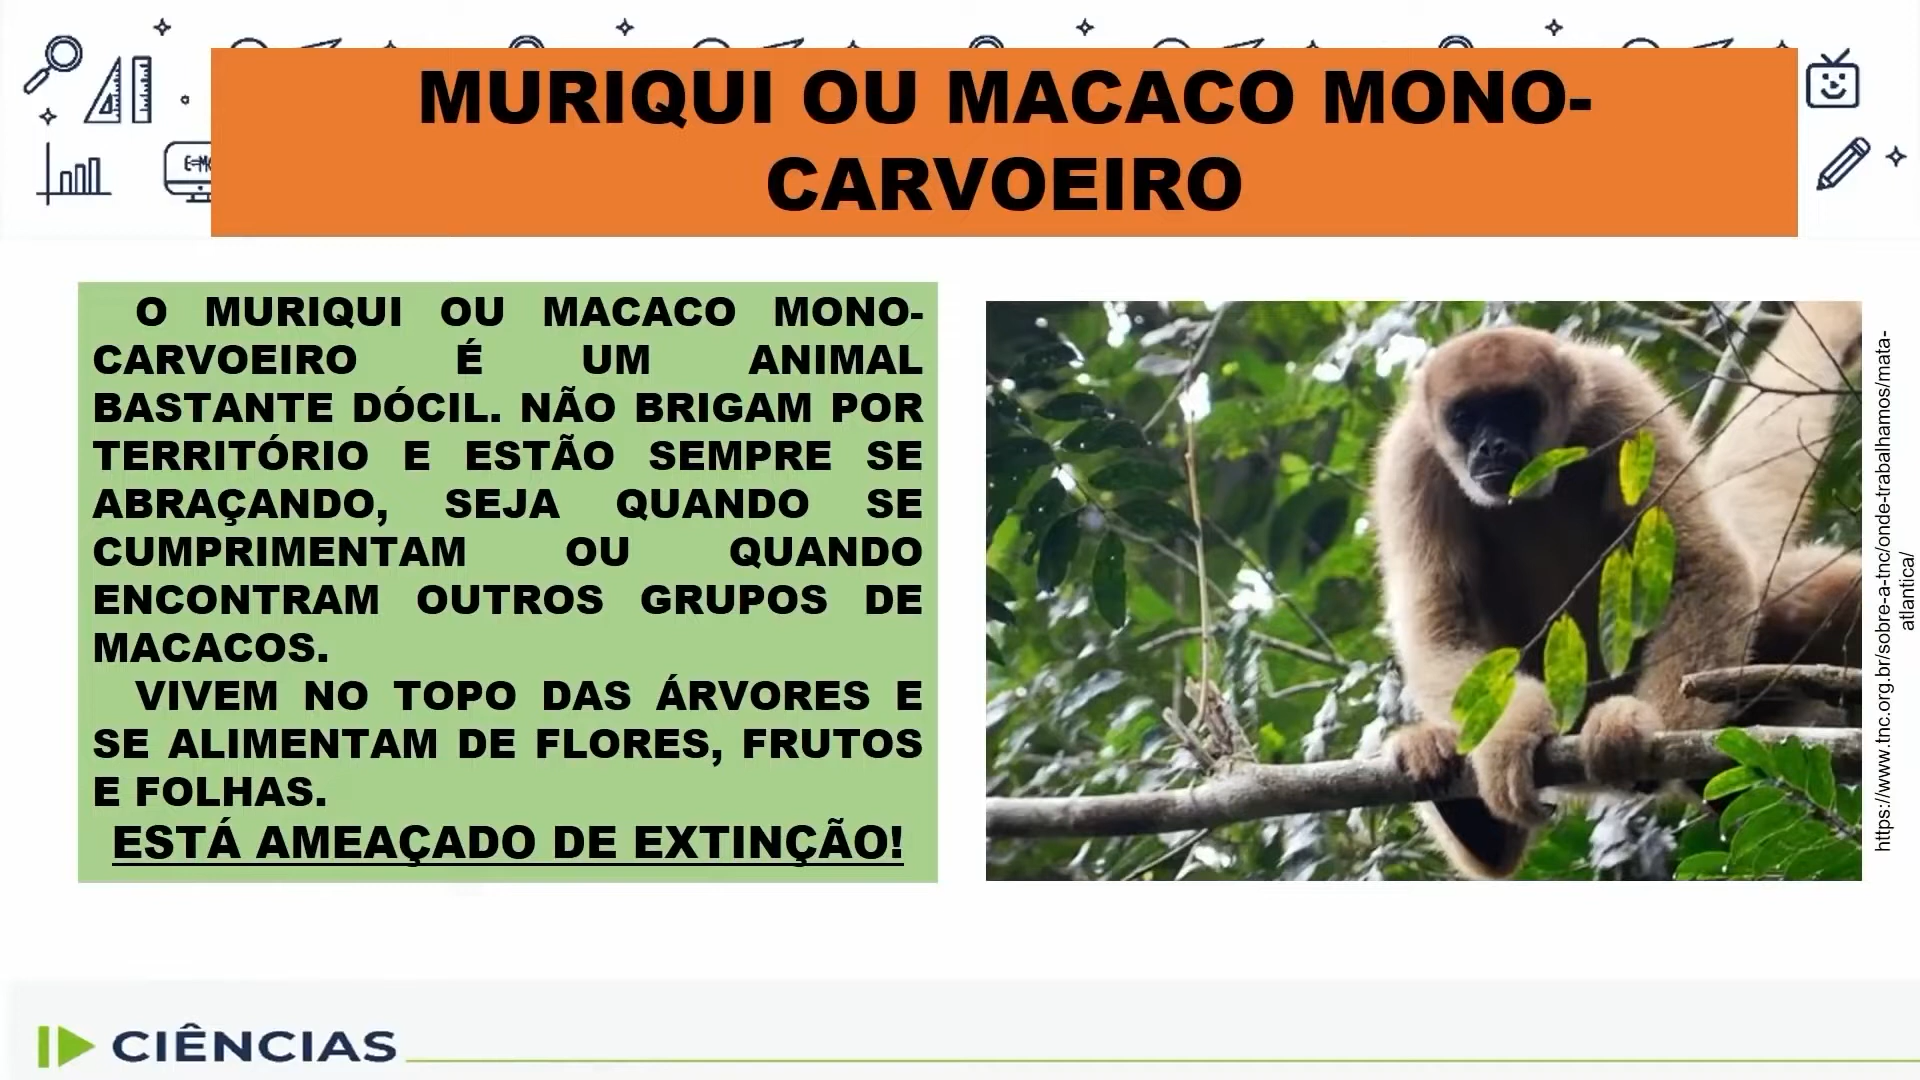 MURIQUI OU MACACO MONO-
CARVOEIRO
E=M
O MURIQUI OU MACACO MONO-
CARVOEIRO É UM ANIMAL
BASTANTE DÓCIL. NÃO BRIGAM POR
TERRITÓRIO E ESTÃO SEMPRE SE
ABRAÇANDO, SEJA QUANDO SE
CUMPRIMENTAM OU QUANDO
ENCONTRAM OUTROS GRUPOS DE
MACACOS.
VIVEM NO TOPO DAS ÁRVORES E
SE ALIMENTAM DE FLORES, FRUTOS
E FOLHAS.
ESTÁ AMEAÇADO DE EXTINÇÃO!
https://www.tnc.org.br/sobre-a-tnc/onde-trabalhamos/mata-
atlantica/
CIÊNCIAS